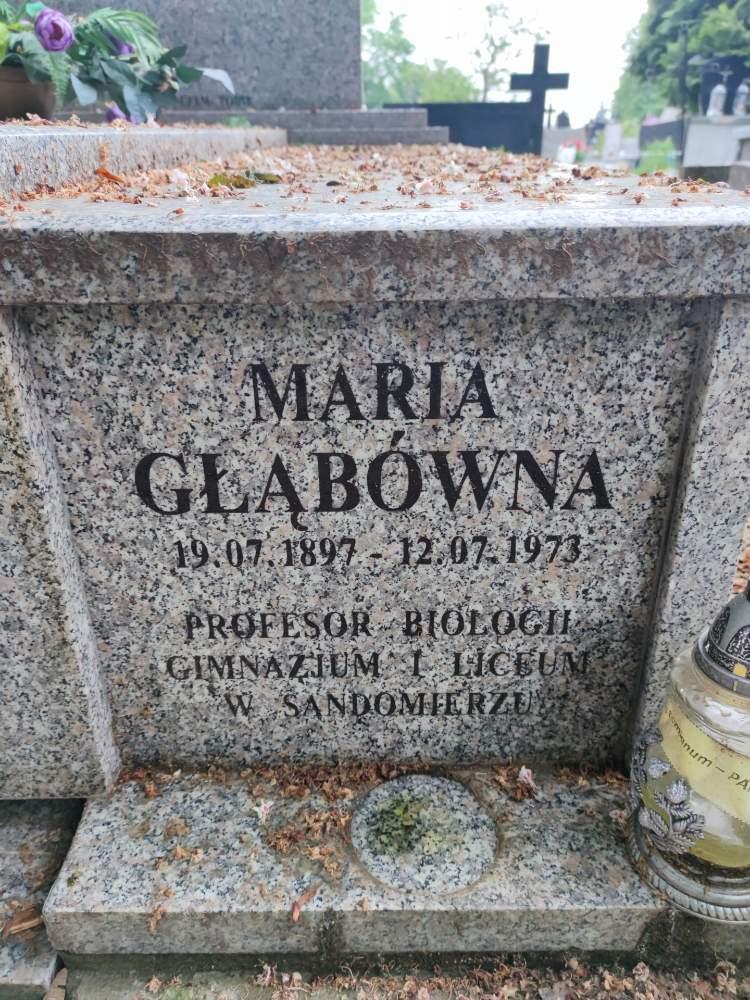 MARIA
GŁĄBÓWNA
19.07.1897 - 12.07.1973
PROFESOR BIOLOGII
GIMNAZJUM I LICEUM
W SANDOMIERZU